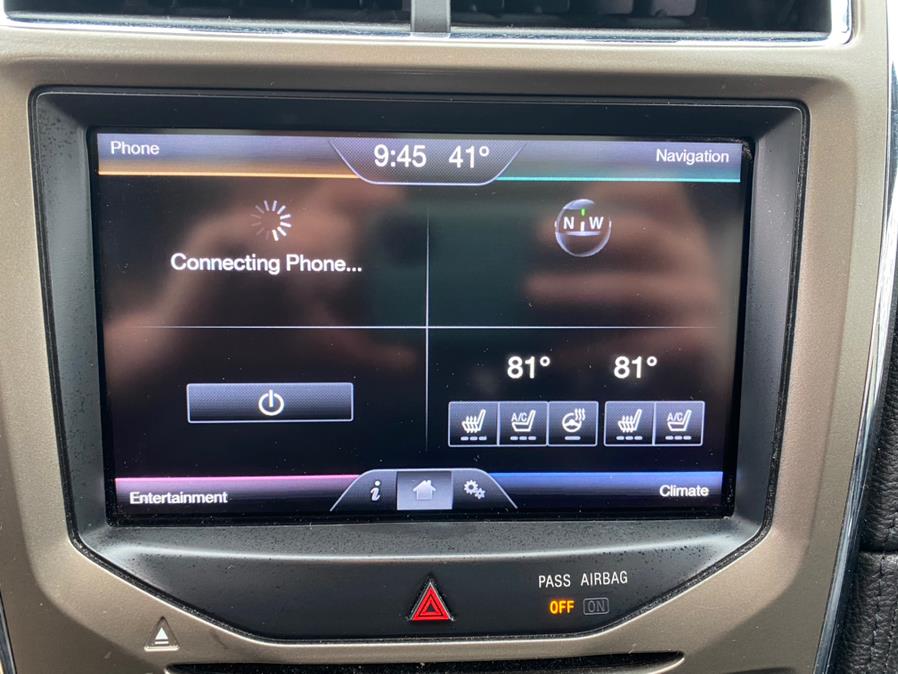 Phone
9:45 41°
Navigation
Connecting Phone...
N W
81° 81°
A/C A/C
Entertainment
i
Climate
PASS AIRBAG
OFF ON